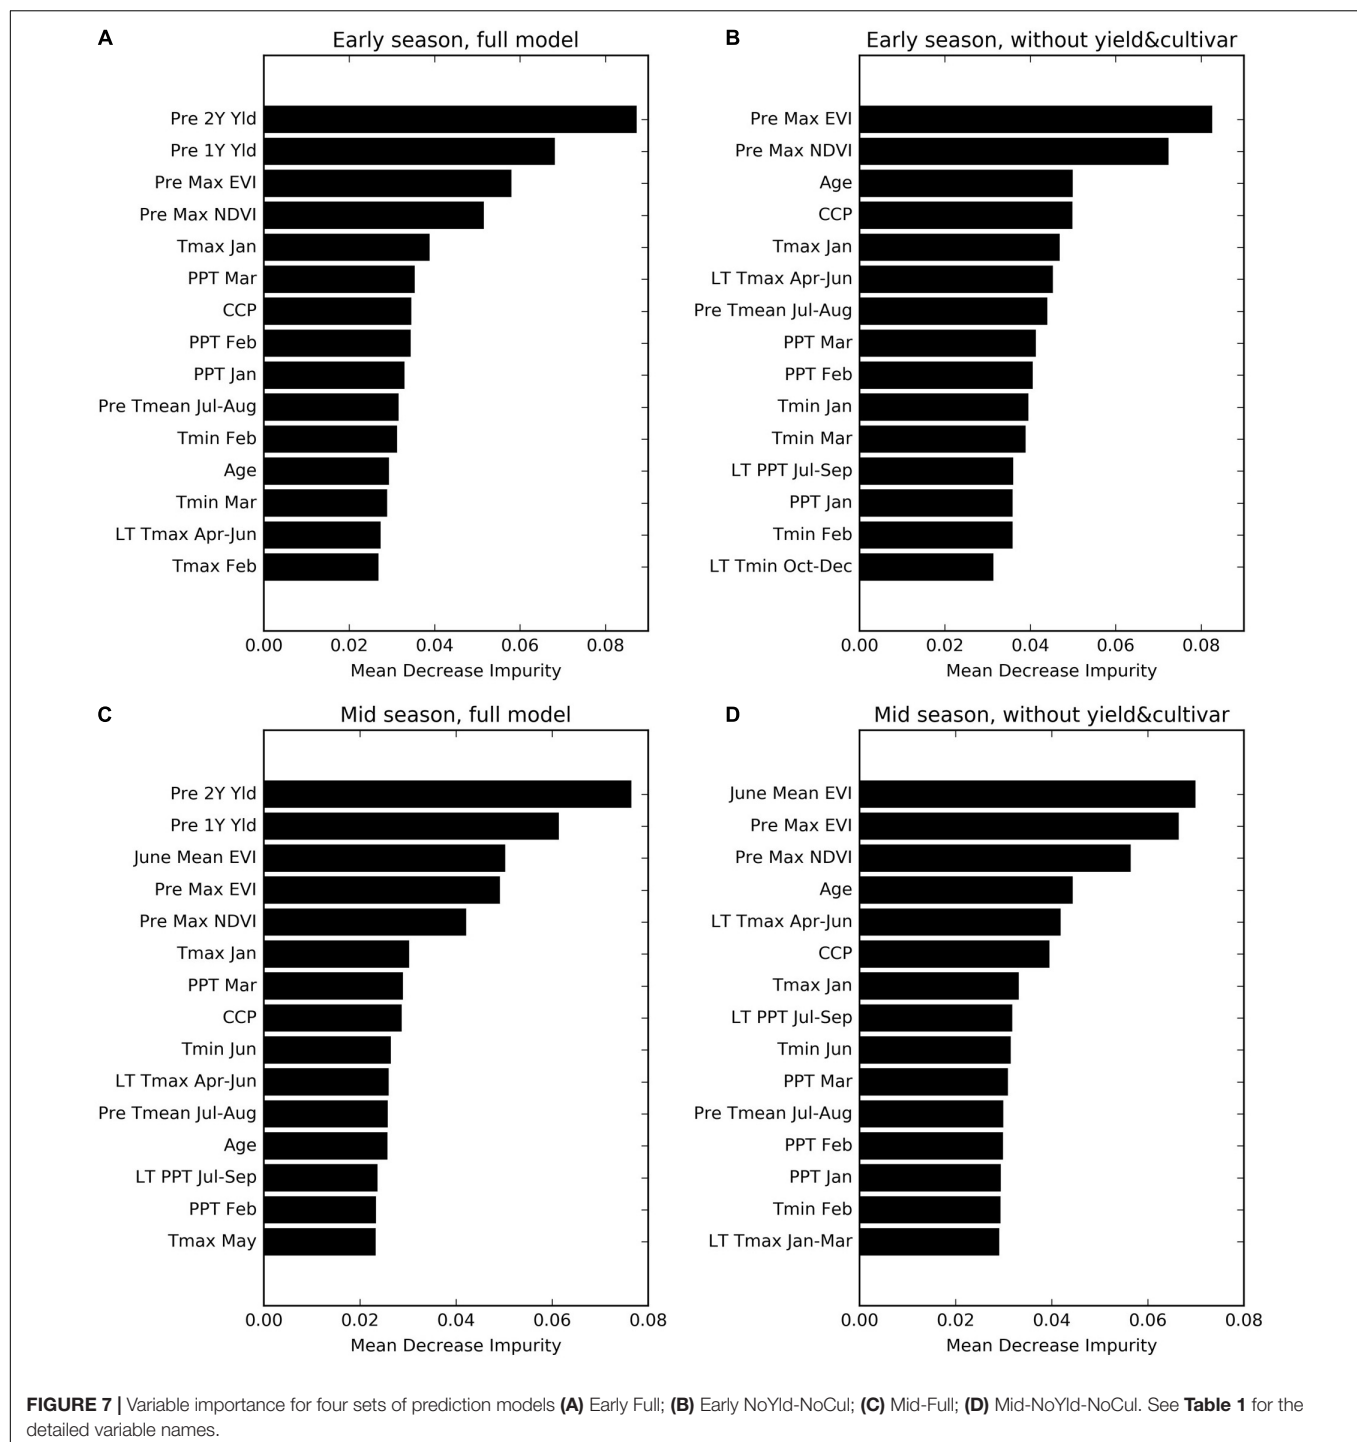 A
Early season, full model
Pre 2Y Yld
Pre 1Y Yld
Pre Max EVI
Pre Max NDVI
Tmax Jan
PPT Mar
CCP
PPT Feb
PPT Jan
Pre Tmean Jul-Aug
Tmin Feb
Age
Tmin Mar
LT Tmax Apr-Jun
Tmax Feb
0.00 0.02 0.04 0.06 0.08
Mean Decrease Impurity
B
Early season, without yield&cultivar
Pre Max EVI
Pre Max NDVI
Age
CCP
Tmax Jan
LT Tmax Apr-Jun
Pre Tmean Jul-Aug
PPT Mar
PPT Feb
Tmin Jan
Tmin Mar
LT PPT Jul-Sep
PPT Jan
Tmin Feb
LT Tmin Oct-Dec
0.00 0.02 0.04 0.06 0.08
Mean Decrease Impurity
C
Mid season, full model
Pre 2Y Yld
Pre 1Y Yld
June Mean EVI
Pre Max EVI
Pre Max NDVI
Tmax Jan
PPT Mar
CCP
Tmin Jun
LT Tmax Apr-Jun
Pre Tmean Jul-Aug
Age
LT PPT Jul-Sep
PPT Feb
Tmax May
0.00 0.02 0.04 0.06 0.08
Mean Decrease Impurity
D
Mid season, without yield&cultivar
June Mean EVI
Pre Max EVI
Pre Max NDVI
Age
LT Tmax Apr-Jun
CCP
Tmax Jan
LT PPT Jul-Sep
Tmin Jun
PPT Mar
Pre Tmean Jul-Aug
PPT Feb
PPT Jan
Tmin Feb
LT Tmax Jan-Mar
0.00 0.02 0.04 0.06 0.08
Mean Decrease Impurity
FIGURE 7 | Variable importance for four sets of prediction models (A) Early Full; (B) Early NoYld-NoCul; (C) Mid-Full; (D) Mid-NoYld-NoCul. See Table 1 for the
detailed variable names.